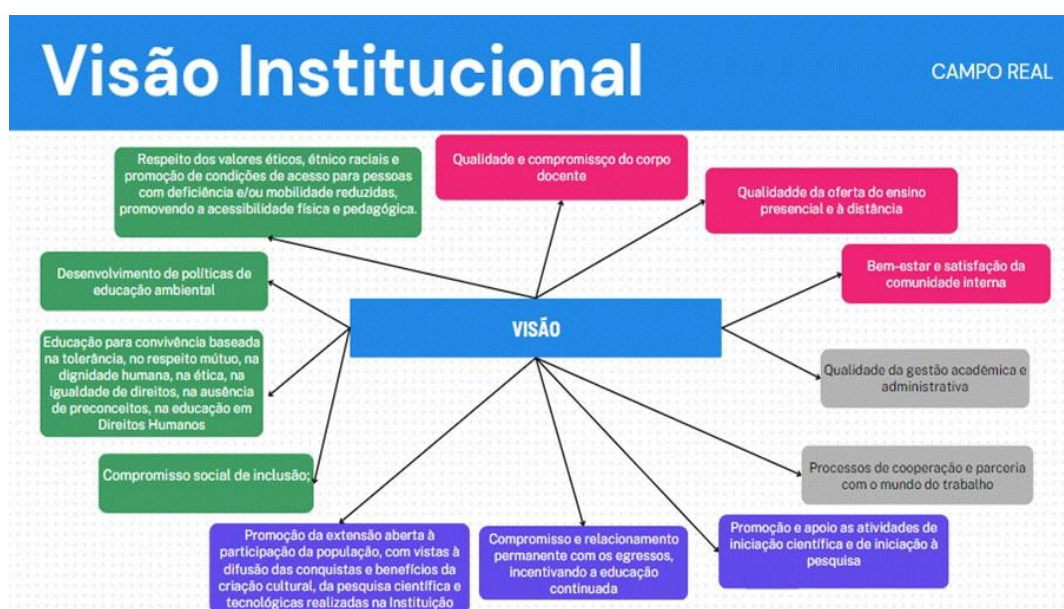 Visão Institucional
CAMPO REAL
Respeito dos valores éticos, étnico raciais e
promoção de condições de acesso para pessoas
com deficiência e/ou mobilidade reduzidas,
promovendo a acessibilidade física e pedagógica.
Qualidade e compromissço do corpo
docente
Qualidadde da oferta do ensino
presencial e à distância
Desenvolvimento de políticas de
educação ambiental
Bem-estar e satisfação da
comunidade interna
VISÃO
Educação para convivência baseada
na tolerância, no respeito mútuo, na
dignidade humana, na ética, na
igualdade de direitos, na ausência
de preconceitos, na educação em
Direitos Humanos
Qualidade da gestão acadêmica e
administrativa
Compromisso social de inclusão;
Processos de cooperação e parceria
com o mundo do trabalho
Promoção da extensão aberta à
participação da população, com vistas à
difusão das conquistas e benefícios da
criação cultural, da pesquisa científica e
tecnológicas realizadas na Instituição
Compromisso e relacionamento
permanente com os egressos,
incentivando a educação
continuada
Promoção e apoio as atividades de
iniciação científica e de iniciação à
pesquisa